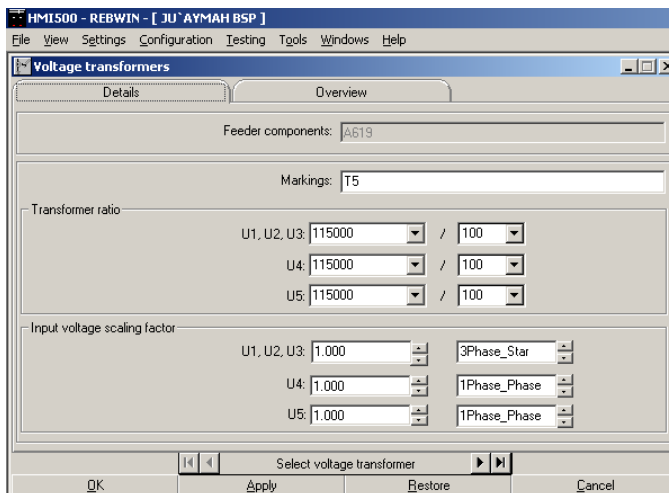 HMI500 - REBWIN - [ JU`AYMAH BSP ]
File View Settings Configuration Testing Tools Windows Help
Voltage transformers
Details Overview
Feeder components: A619
Markings: T5
Transformer ratio
U1, U2, U3: 115000 / 100
U4: 115000 / 100
U5: 115000 / 100
Input voltage scaling factor
U1, U2, U3: 1.000 3Phase_Star
U4: 1.000 1Phase_Phase
U5: 1.000 1Phase_Phase
Select voltage transformer
OK Apply Restore Cancel